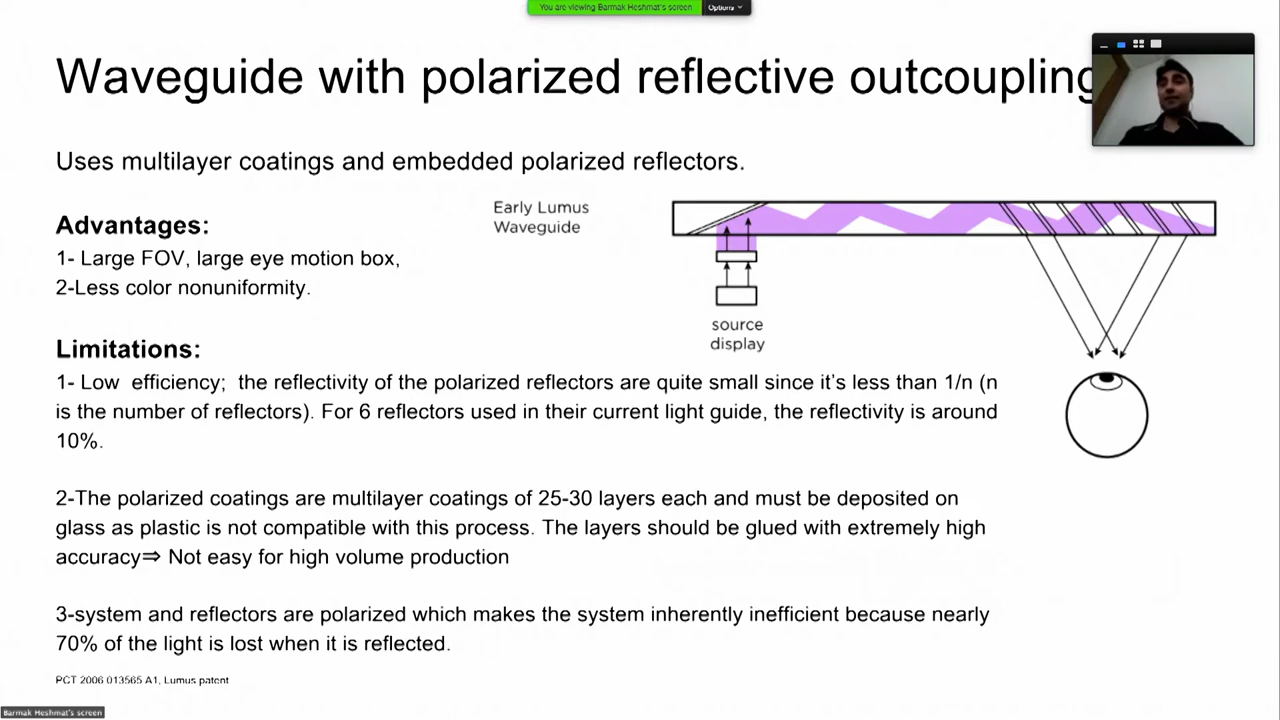 You are viewing Barmak Heshmat's screen
Options
Waveguide with polarized reflective outcoupling
Uses multilayer coatings and embedded polarized reflectors.
Early Lumus
Waveguide
Advantages:
1- Large FOV, large eye motion box,
2-Less color nonuniformity.
source
display
Limitations:
1- Low efficiency; the reflectivity of the polarized reflectors are quite small since it's less than 1/n (n
is the number of reflectors). For 6 reflectors used in their current light guide, the reflectivity is around
10%.
2-The polarized coatings are multilayer coatings of 25-30 layers each and must be deposited on
glass as plastic is not compatible with this process. The layers should be glued with extremely high
accuracy⇒ Not easy for high volume production
3-system and reflectors are polarized which makes the system inherently inefficient because nearly
70% of the light is lost when it is reflected.
PCT 2006 013565 A1, Lumus patent
Barmak Heshmat's screen